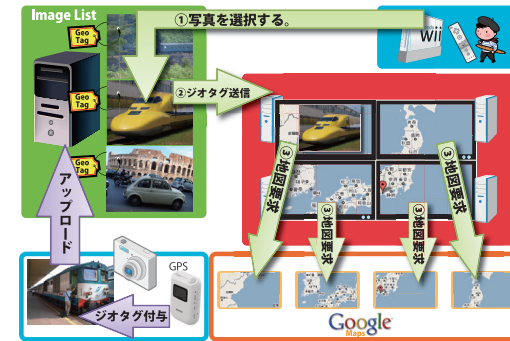 Image List
①写真を選択する。
Wii
Geo
Tag
②ジオタグ送信
Geo
Tag
Geo
Tag
③地図要求
③地図要求
③地図要求
③地図要求
アップロード
GPS
ジオタグ付与
Google
Maps